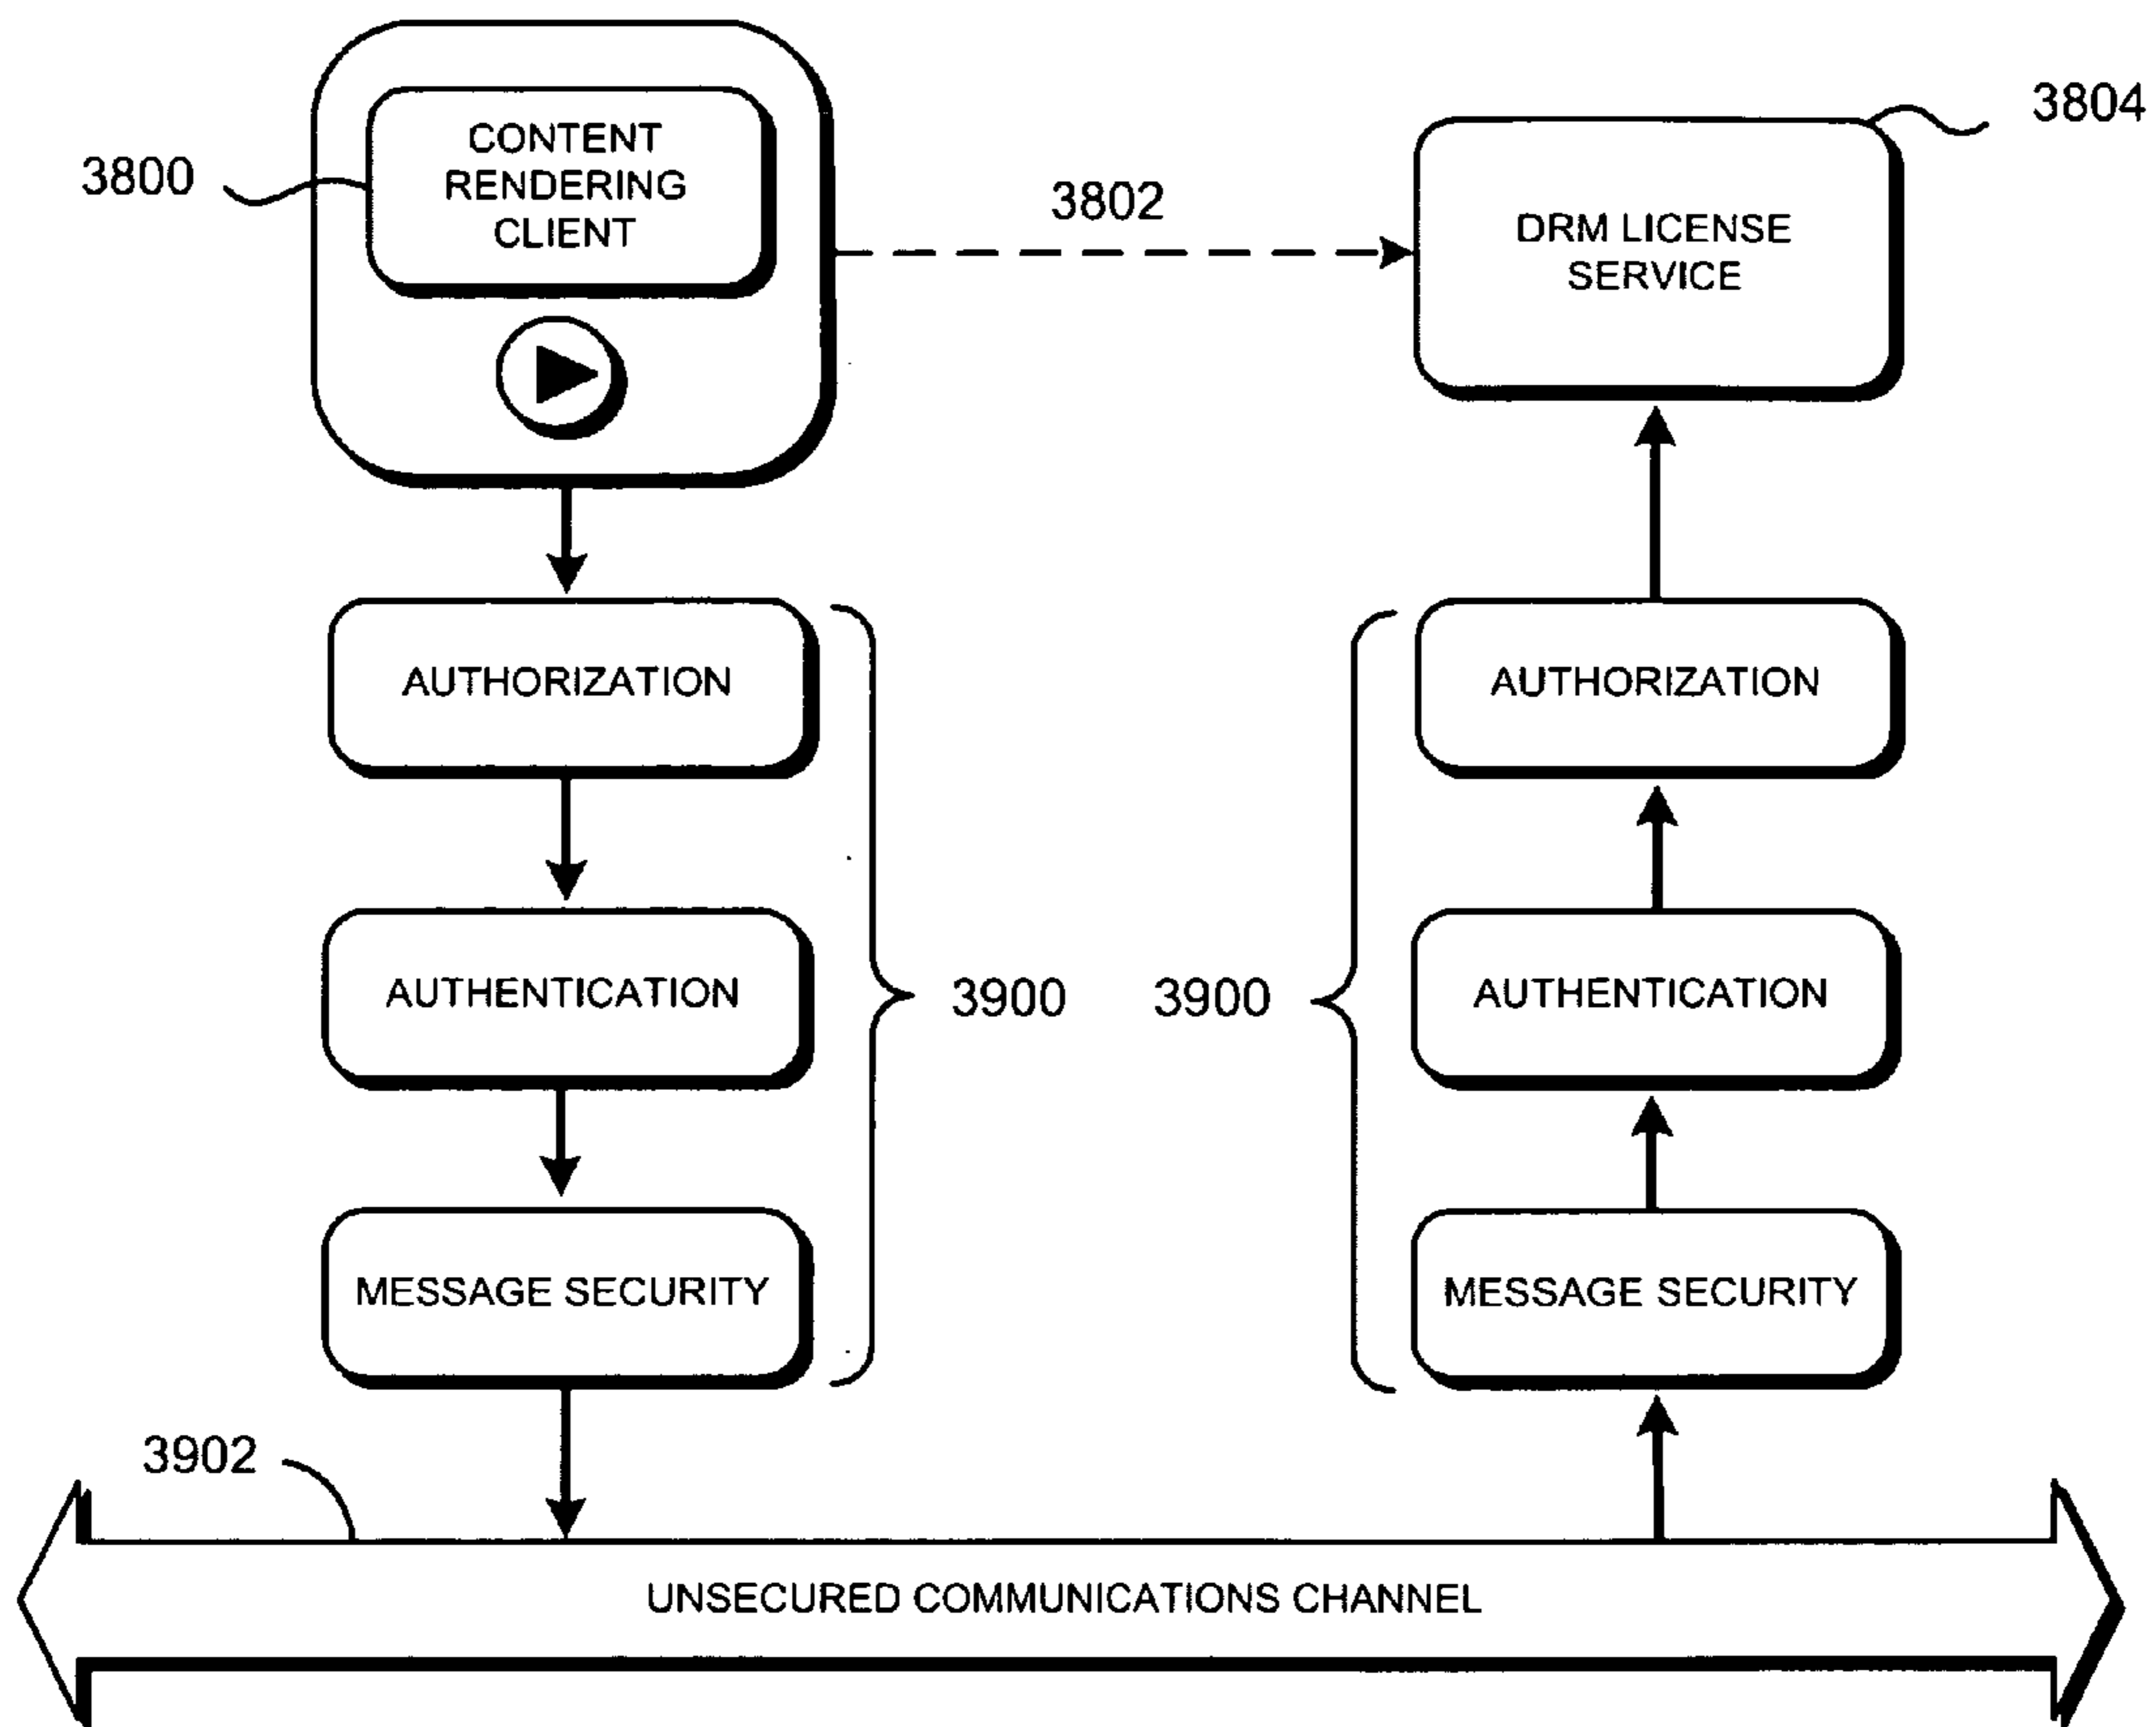 3804
CONTENT
RENDERING
CLIENT
3800
3802
DRM LICENSE
SERVICE
AUTHORIZATION
AUTHORIZATION
AUTHENTICATION
3900
3900
AUTHENTICATION
MESSAGE SECURITY
MESSAGE SECURITY
3902
UNSECURED COMMUNICATIONS CHANNEL